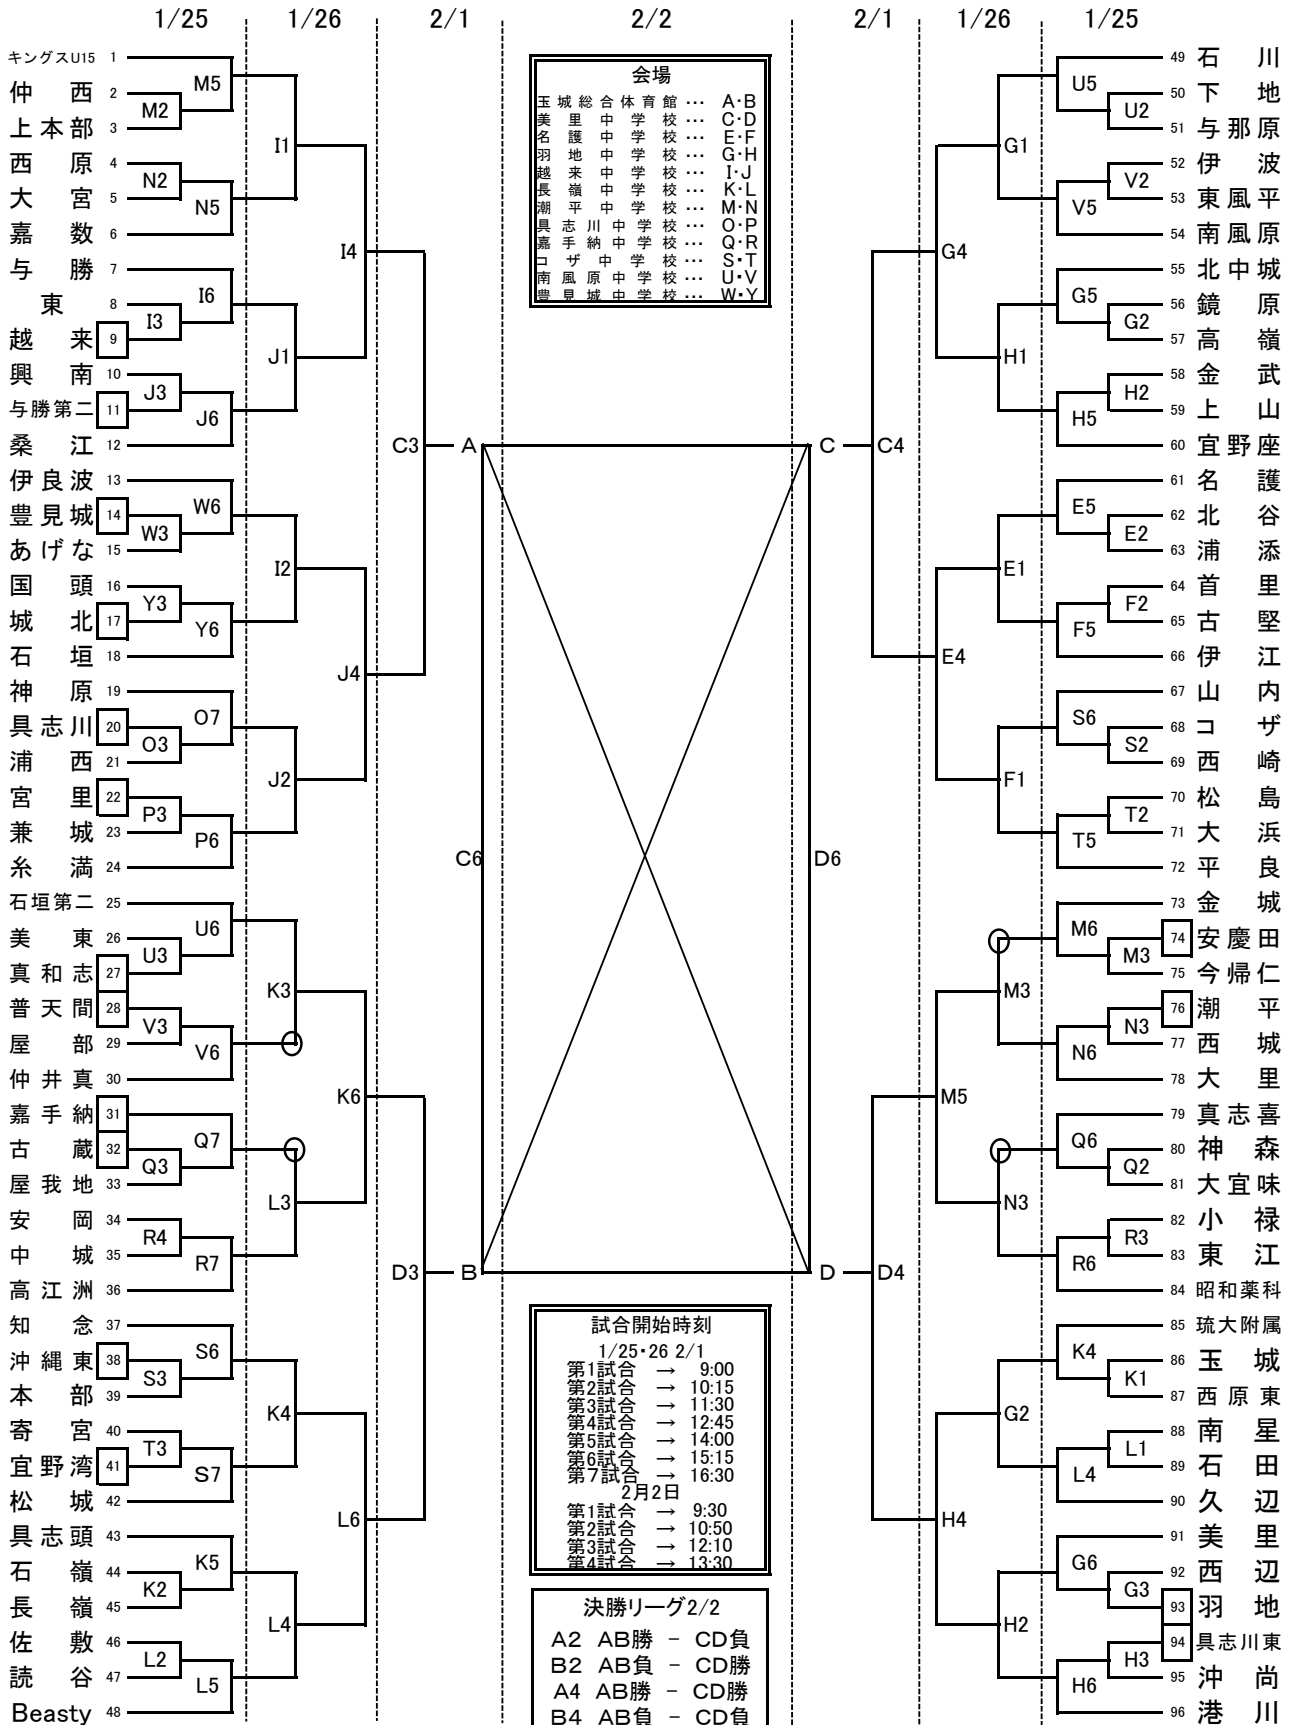 1/25 1/26 2/1 2/2 2/1 1/26 1/25
キングスU15 1
仲西 2
上本部 3
西原 4
大宮 5
嘉数 6
与勝 7
東 8
越来 9
興南 10
与勝第二 11
桑江 12
伊良波 13
豊見城 14
あげな 15
国頭 16
城北 17
石垣 18
神原 19
具志川 20
浦西 21
宮里 22
兼城 23
糸満 24
石垣第二 25
美東 26
真和志 27
普天間 28
屋部 29
仲井真 30
嘉手納 31
古蔵 32
屋我地 33
安岡 34
中城 35
高江洲 36
知念 37
沖縄東 38
本部 39
寄宮 40
宜野湾 41
松城 42
具志頭 43
石嶺 44
長嶺 45
佐敷 46
読谷 47
Beasty 48
M2
N2
I3
J3
W3
Y3
O3
P3
U3
V3
Q3
R4
S3
T3
K2
L2
M5
N5
I6
J6
W6
Y6
O7
P6
U6
V6
Q7
R7
S6
S7
K5
L5
I1
J1
I2
J2
K3
L3
K4
L4
I4
J4
K6
L6
C3
D3
A
B
C6
会場
玉城総合体育館 … A・B
美里中学校 … C・D
名護中学校 … E・F
羽地中学校 … G・H
越来中学校 … I・J
長嶺中学校 … K・L
潮平中学校 … M・N
具志川中学校 … O・P
嘉手納中学校 … Q・R
コザ中学校 … S・T
南風原中学校 … U・V
豊見城中学校 … W・Y
試合開始時刻
1/25・26 2/1
第1試合 → 9:00
第2試合 → 10:15
第3試合 → 11:30
第4試合 → 12:45
第5試合 → 14:00
第6試合 → 15:15
第7試合 → 16:30
2月2日
第1試合 → 9:30
第2試合 → 10:50
第3試合 → 12:10
第4試合 → 13:30
決勝リーグ2/2
A2 AB勝 - CD負
B2 AB負 - CD勝
A4 AB勝 - CD勝
B4 AB負 - CD負
C
D
D6
C4
D4
G4
E4
M5
H4
G1
H1
E1
F1
M3
N3
G2
H2
U5
V5
G5
H5
E5
F5
S6
T5
M6
N6
Q6
R6
K4
L4
G6
H6
U2
V2
G2
H2
E2
F2
S2
T2
M3
N3
Q2
R3
K1
L1
G3
H3
49 石川
50 下地
51 与那原
52 伊波
53 東風平
54 南風原
55 北中城
56 鏡原
57 高嶺
58 金武
59 上山
60 宜野座
61 名護
62 北谷
63 浦添
64 首里
65 古堅
66 伊江
67 山内
68 コザ
69 西崎
70 松島
71 大浜
72 平良
73 金城
74 安慶田
75 今帰仁
76 潮平
77 西城
78 大里
79 真志喜
80 神森
81 大宜味
82 小禄
83 東江
84 昭和薬科
85 琉大附属
86 玉城
87 西原東
88 南星
89 石田
90 久辺
91 美里
92 西辺
93 羽地
94 具志川東
95 沖尚
96 港川